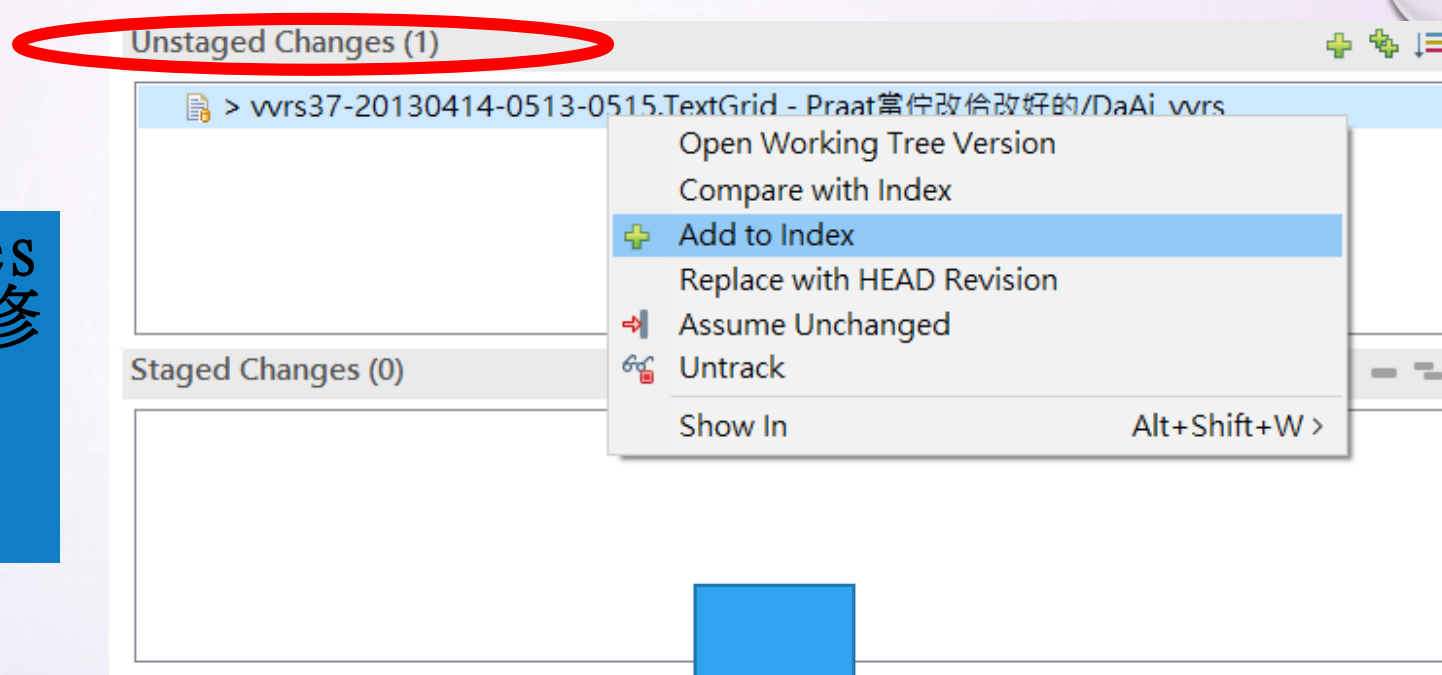 Unstaged Changes (1)
> vvrs37-20130414-0513-0515.TextGrid - Praat當佇改佮改好的/DaAi_vvrs
Open Working Tree Version
Compare with Index
Add to Index
Replace with HEAD Revision
Assume Unchanged
Untrack
Show In Alt+Shift+W >
Staged Changes (0)
修